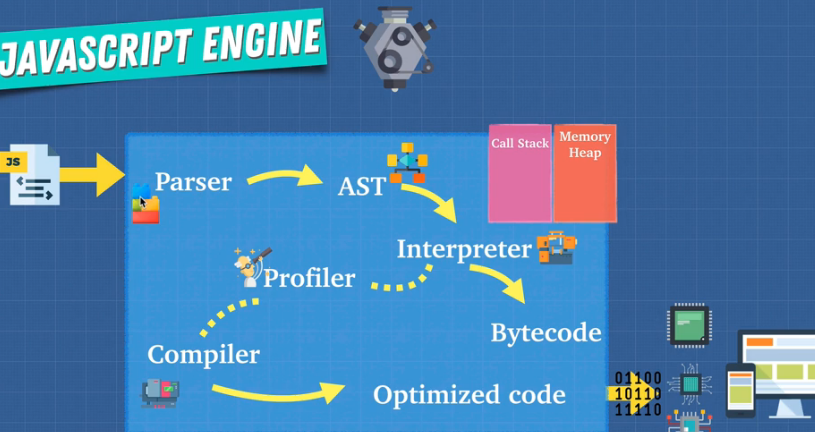 JAVASCRIPT ENGINE
JS
Parser
AST
Call Stack
Memory
Heap
Interpreter
Profiler
Bytecode
Compiler
Optimized code
01100
10110
11110